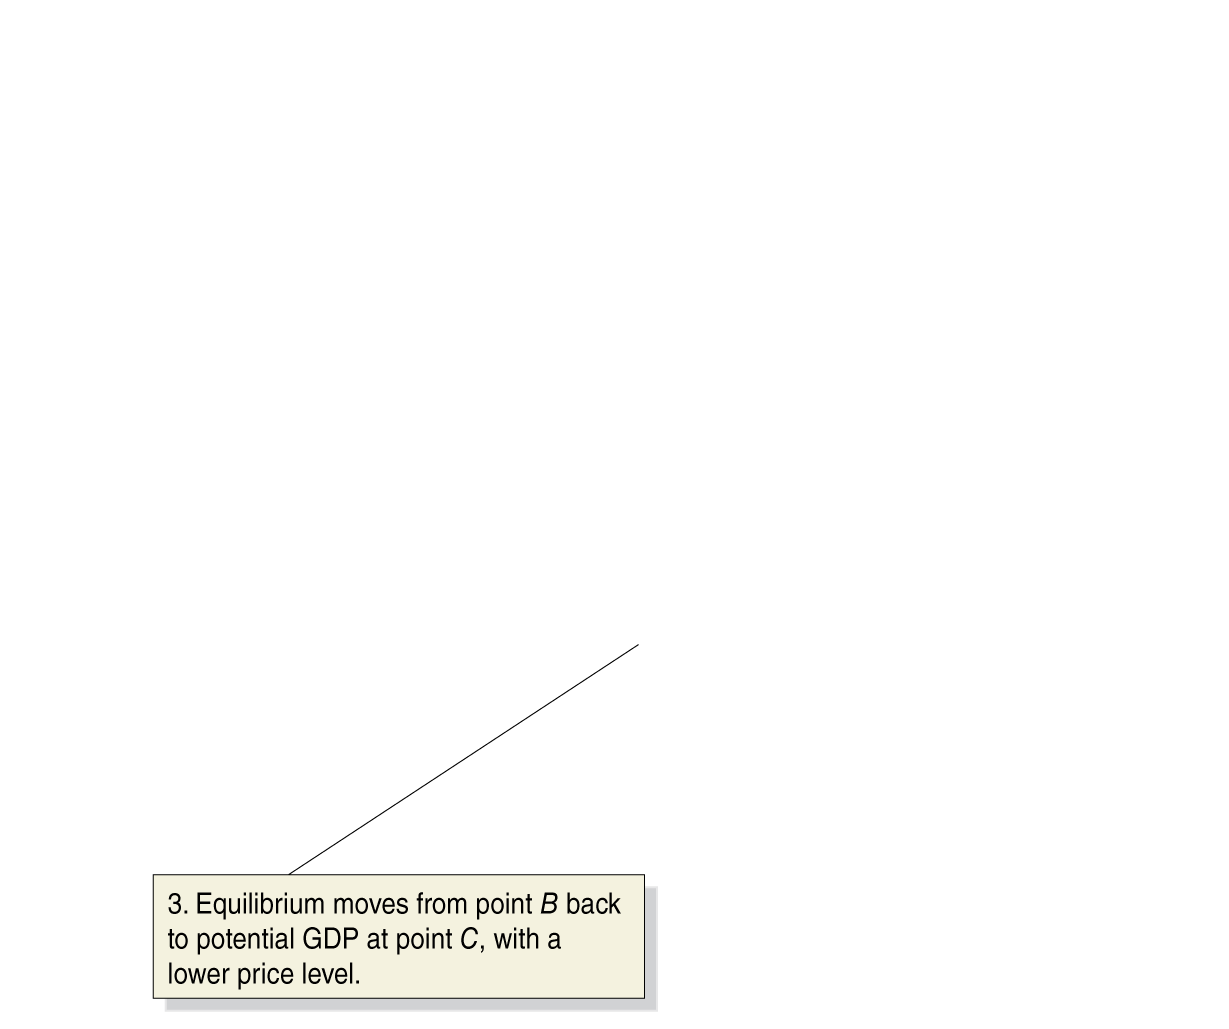 3. Equilibrium moves from point B back
to potential GDP at point C, with a
lower price level.